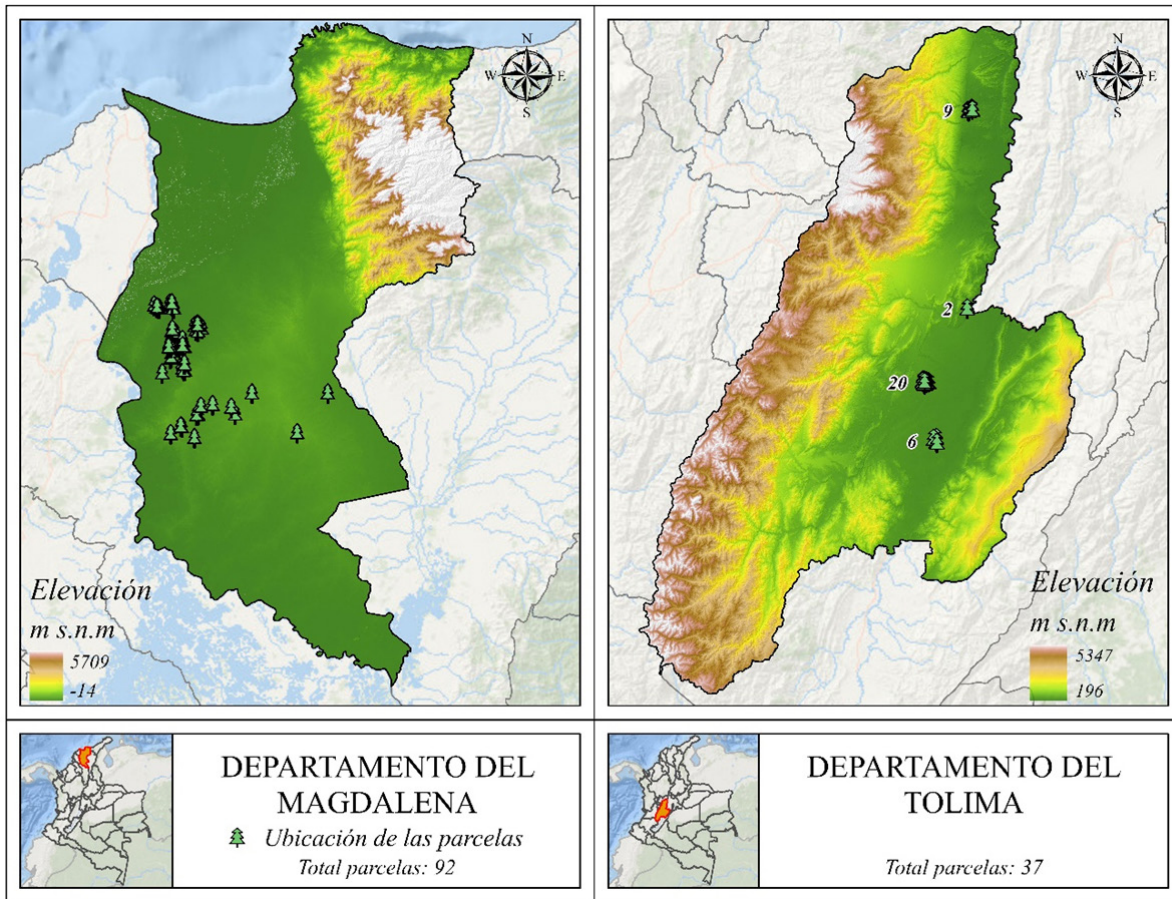 N
W E
S
Elevación
m s.n.m
5709
-14
N
W E
S
9
2
20
6
Elevación
m s.n.m
5347
196
DEPARTAMENTO DEL
MAGDALENA
Ubicación de las parcelas
Total parcelas: 92
DEPARTAMENTO DEL
TOLIMA
Total parcelas: 37